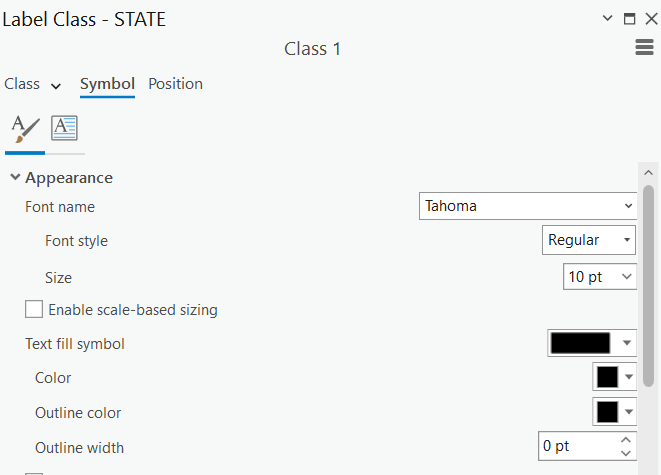 Label Class - STATE
Class 1
Class Symbol Position
A A
Appearance
Font name Tahoma
Font style Regular
Size 10 pt
Enable scale-based sizing
Text fill symbol
Color
Outline color
Outline width 0 pt